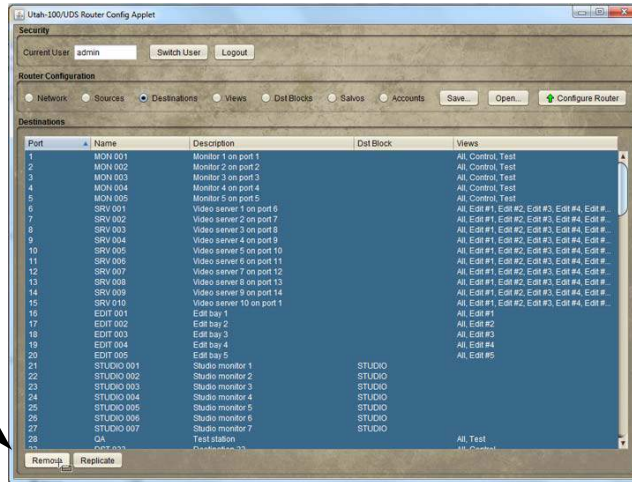 Utah-100/UDS Router Config Applet
Security
Current User admin Switch User Logout
Router Configuration
Network Sources Destinations Views Dst Blocks Salvos Accounts Save... Open... Configure Router
Destinations
Port Name Description Dst Block Views
1 MON 001 Monitor 1 on port 1 All, Control, Test
2 MON 002 Monitor 2 on port 2 All, Control, Test
3 MON 003 Monitor 3 on port 3 All, Control, Test
4 MON 004 Monitor 4 on port 4 All, Control, Test
5 MON 005 Monitor 5 on port 5 All, Control, Test
6 SRV 001 Video server 1 on port 6 All, Edit #1, Edit #2, Edit #3, Edit #4, Edit #...
7 SRV 002 Video server 2 on port 7 All, Edit #1, Edit #2, Edit #3, Edit #4, Edit #...
8 SRV 003 Video server 3 on port 8 All, Edit #1, Edit #2, Edit #3, Edit #4, Edit #...
9 SRV 004 Video server 4 on port 9 All, Edit #1, Edit #2, Edit #3, Edit #4, Edit #...
10 SRV 005 Video server 5 on port 10 All, Edit #1, Edit #2, Edit #3, Edit #4, Edit #...
11 SRV 006 Video server 6 on port 11 All, Edit #1, Edit #2, Edit #3, Edit #4, Edit #...
12 SRV 007 Video server 7 on port 12 All, Edit #1, Edit #2, Edit #3, Edit #4, Edit #...
13 SRV 008 Video server 8 on port 13 All, Edit #1, Edit #2, Edit #3, Edit #4, Edit #...
14 SRV 009 Video server 9 on port 14 All, Edit #1, Edit #2, Edit #3, Edit #4, Edit #...
15 SRV 010 Video server 10 on port 1 All, Edit #1, Edit #2, Edit #3, Edit #4, Edit #...
16 EDIT 001 Edit bay 1 All, Edit #1
17 EDIT 002 Edit bay 2 All, Edit #2
18 EDIT 003 Edit bay 3 All, Edit #3
19 EDIT 004 Edit bay 4 All, Edit #4
20 EDIT 005 Edit bay 5 All, Edit #5
21 STUDIO 001 Studio monitor 1 STUDIO
22 STUDIO 002 Studio monitor 2 STUDIO
23 STUDIO 003 Studio monitor 3 STUDIO
24 STUDIO 004 Studio monitor 4 STUDIO
25 STUDIO 005 Studio monitor 5 STUDIO
26 STUDIO 006 Studio monitor 6 STUDIO
27 STUDIO 007 Studio monitor 7 STUDIO
28 QA Test station All, Test
Remove Replicate